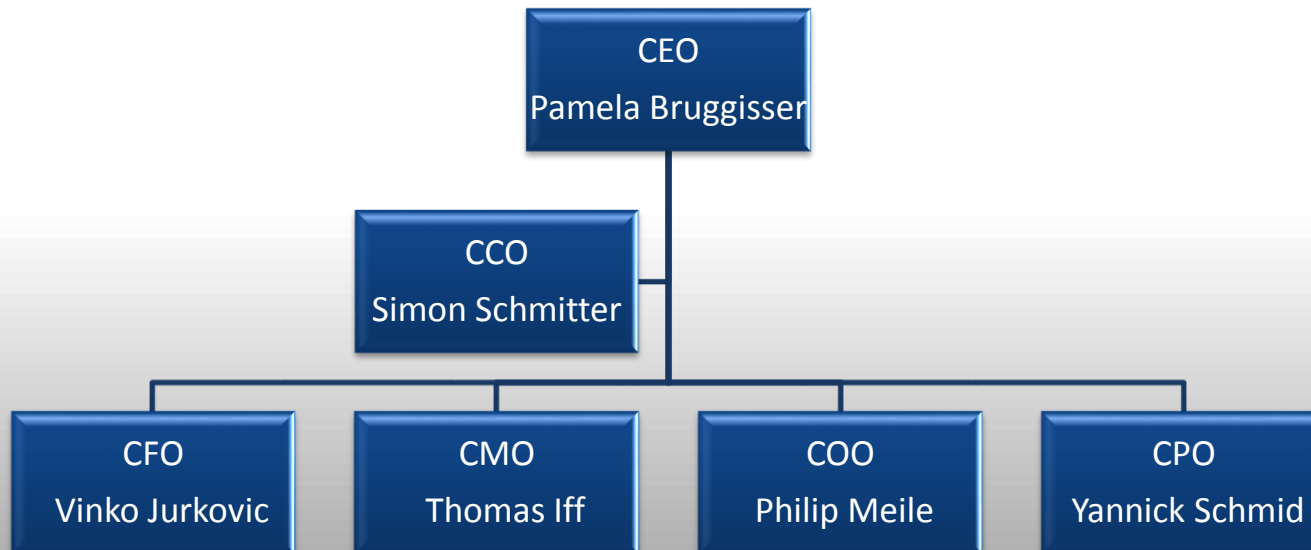 CEO
Pamela Bruggisser
CCO
Simon Schmitter
CFO
Vinko Jurkovic
CMO
Thomas Iff
COO
Philip Meile
CPO
Yannick Schmid